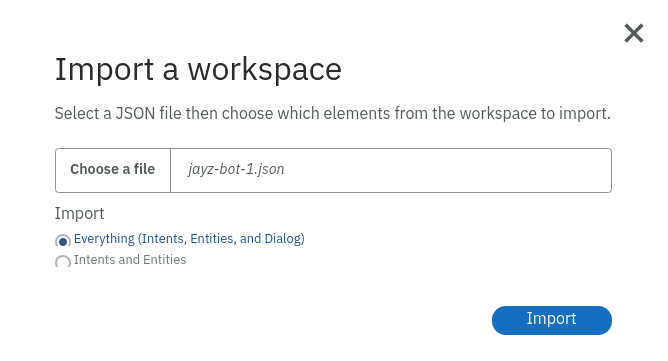 Import a workspace
Select a JSON file then choose which elements from the workspace to import.
Choose a file jayz-bot-1.json
Import
Everything (Intents, Entities, and Dialog)
Intents and Entities
Import